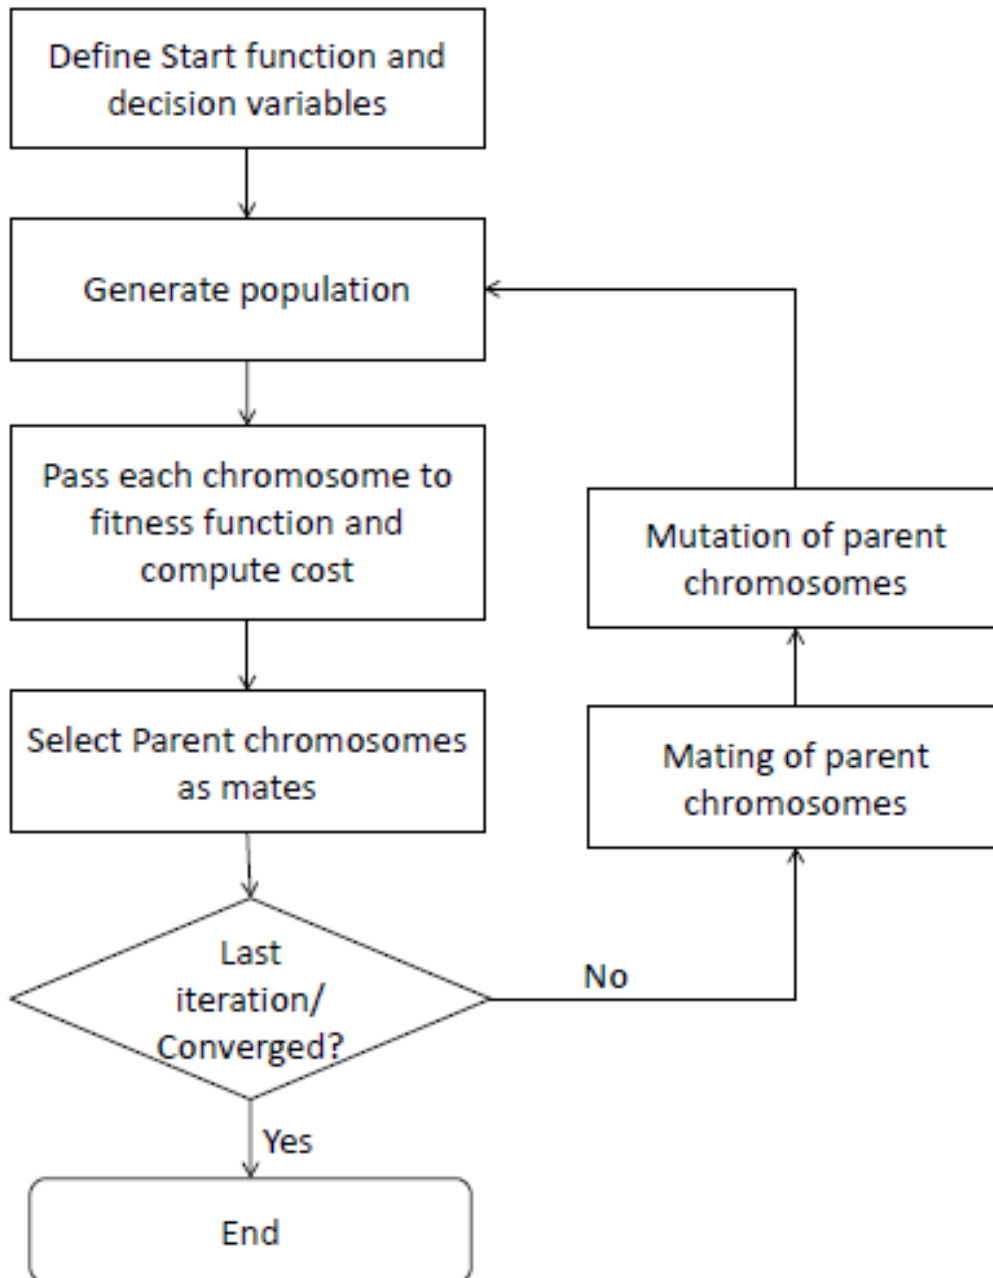 Define Start function and
decision variables
Generate population
Pass each chromosome to
fitness function and
compute cost
Select Parent chromosomes
as mates
Last
iteration/
Converged?
No
Yes
End
Mating of parent
chromosomes
Mutation of parent
chromosomes